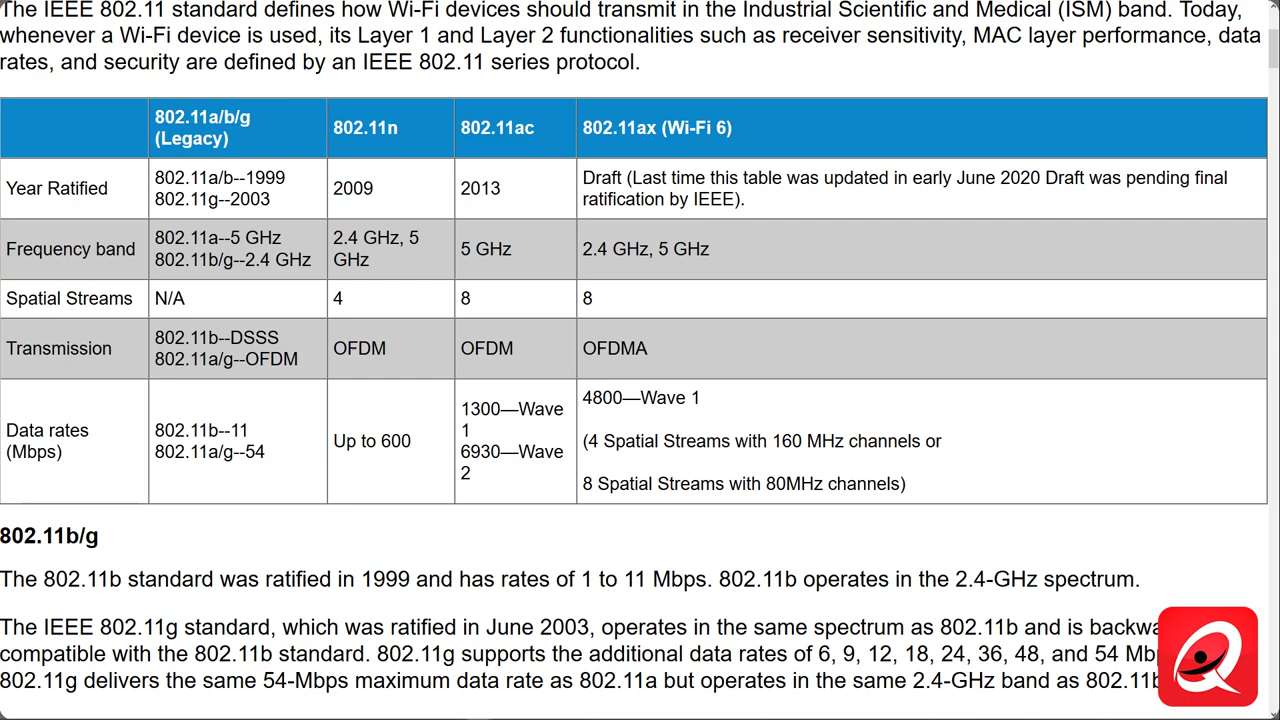 The IEEE 802.11 standard defines how Wi-Fi devices should transmit in the Industrial Scientific and Medical (ISM) band. Today,
whenever a Wi-Fi device is used, its Layer 1 and Layer 2 functionalities such as receiver sensitivity, MAC layer performance, data
rates, and security are defined by an IEEE 802.11 series protocol.
802.11a/b/g
(Legacy)
802.11n
802.11ac
802.11ax (Wi-Fi 6)
Year Ratified
802.11a/b--1999
802.11g--2003
2009
2013
Draft (Last time this table was updated in early June 2020 Draft was pending final
ratification by IEEE).
Frequency band
802.11a--5 GHz
802.11b/g--2.4 GHz
2.4 GHz, 5
GHz
5 GHz
2.4 GHz, 5 GHz
Spatial Streams
N/A
4
8
8
Transmission
802.11b--DSSS
802.11a/g--OFDM
OFDM
OFDM
OFDMA
Data rates
(Mbps)
802.11b--11
802.11a/g--54
Up to 600
1300—Wave
1
6930—Wave
2
4800—Wave 1
(4 Spatial Streams with 160 MHz channels or
8 Spatial Streams with 80MHz channels)
802.11b/g
The 802.11b standard was ratified in 1999 and has rates of 1 to 11 Mbps. 802.11b operates in the 2.4-GHz spectrum.
The IEEE 802.11g standard, which was ratified in June 2003, operates in the same spectrum as 802.11b and is
compatible with the 802.11b standard. 802.11g supports the additional data rates of 6, 9, 12, 18, 24, 36, 48, and 54
802.11g delivers the same 54-Mbps maximum data rate as 802.11a but operates in the same 2.4-GHz band as 802.11b